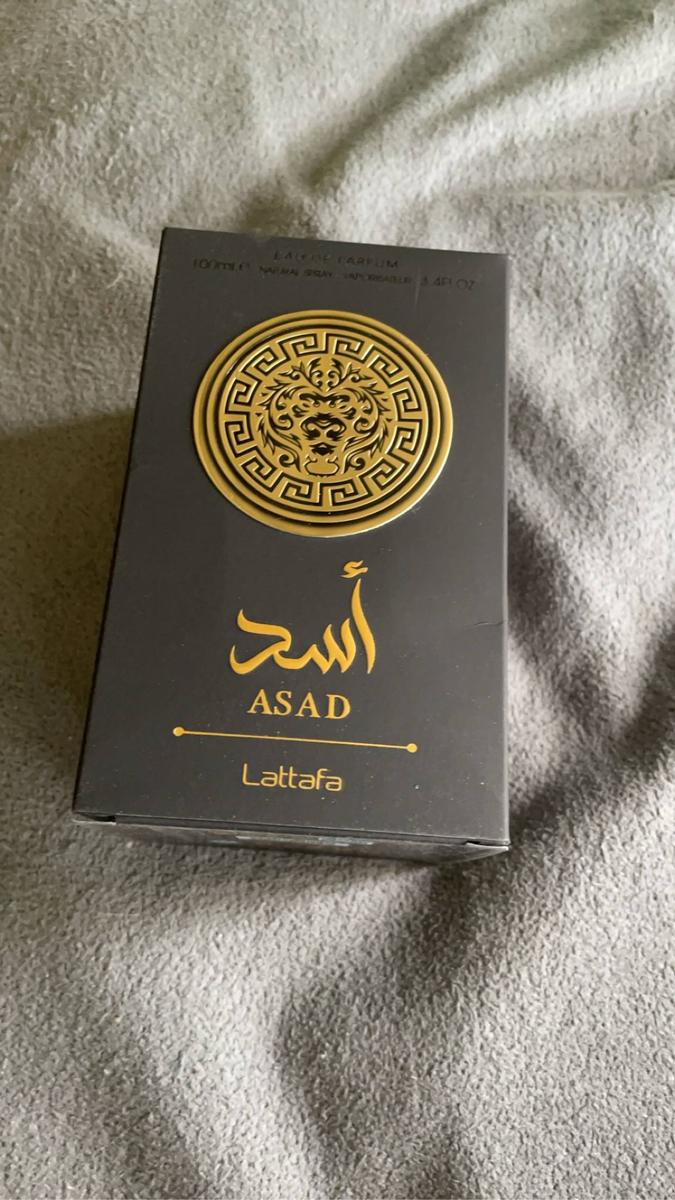 EAU DE PARFUM
100ml e NATURAL SPRAY - VAPORISATEUR 3.4Fl.OZ
أسد
ASAD
Lattafa